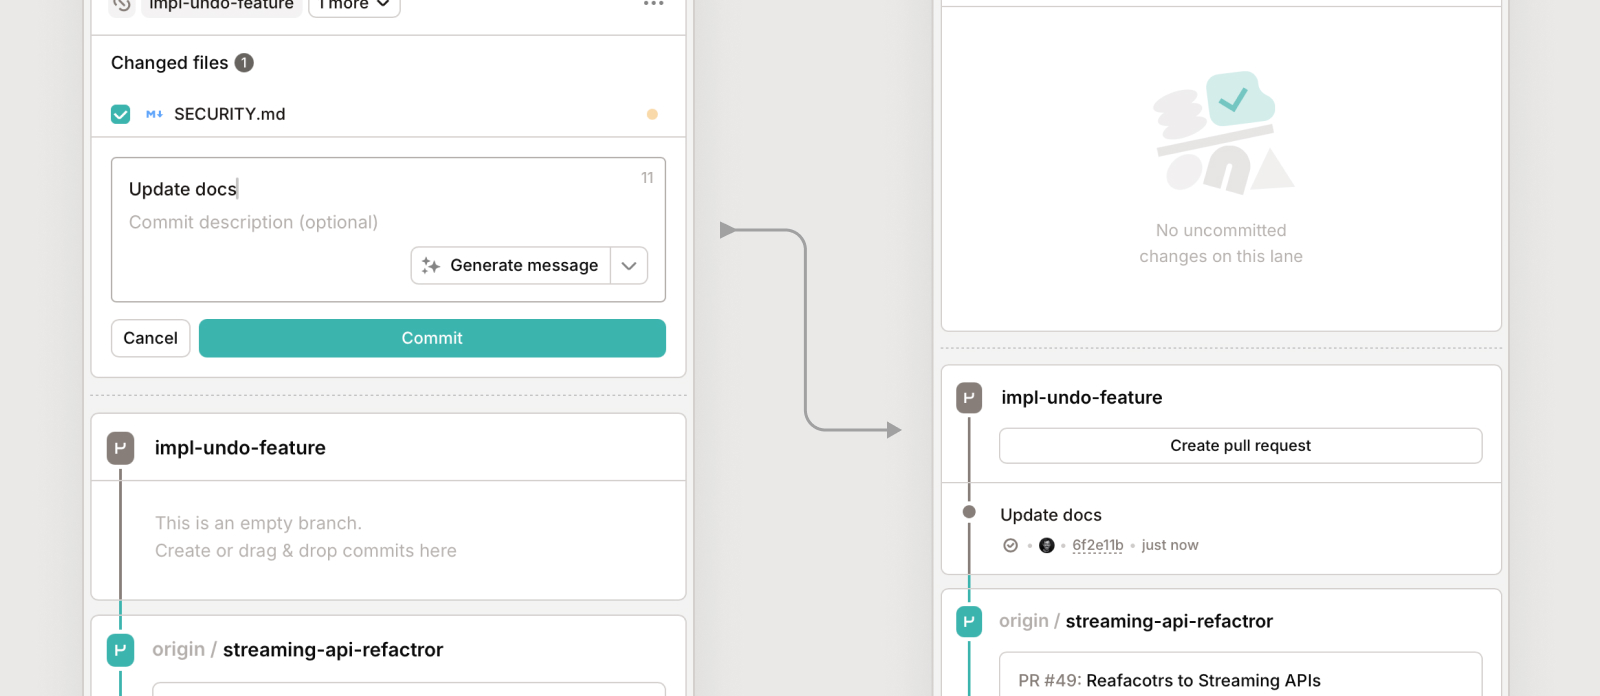 impl-undo-feature
1 more
Changed files 1
SECURITY.md
Update docs
11
Commit description (optional)
Generate message
Cancel
Commit
impl-undo-feature
This is an empty branch.
Create or drag & drop commits here
origin / streaming-api-refactror
No uncommitted
changes on this lane
impl-undo-feature
Create pull request
Update docs
6f2e11b • just now
origin / streaming-api-refactror
PR #49: Reafacotrs to Streaming APIs